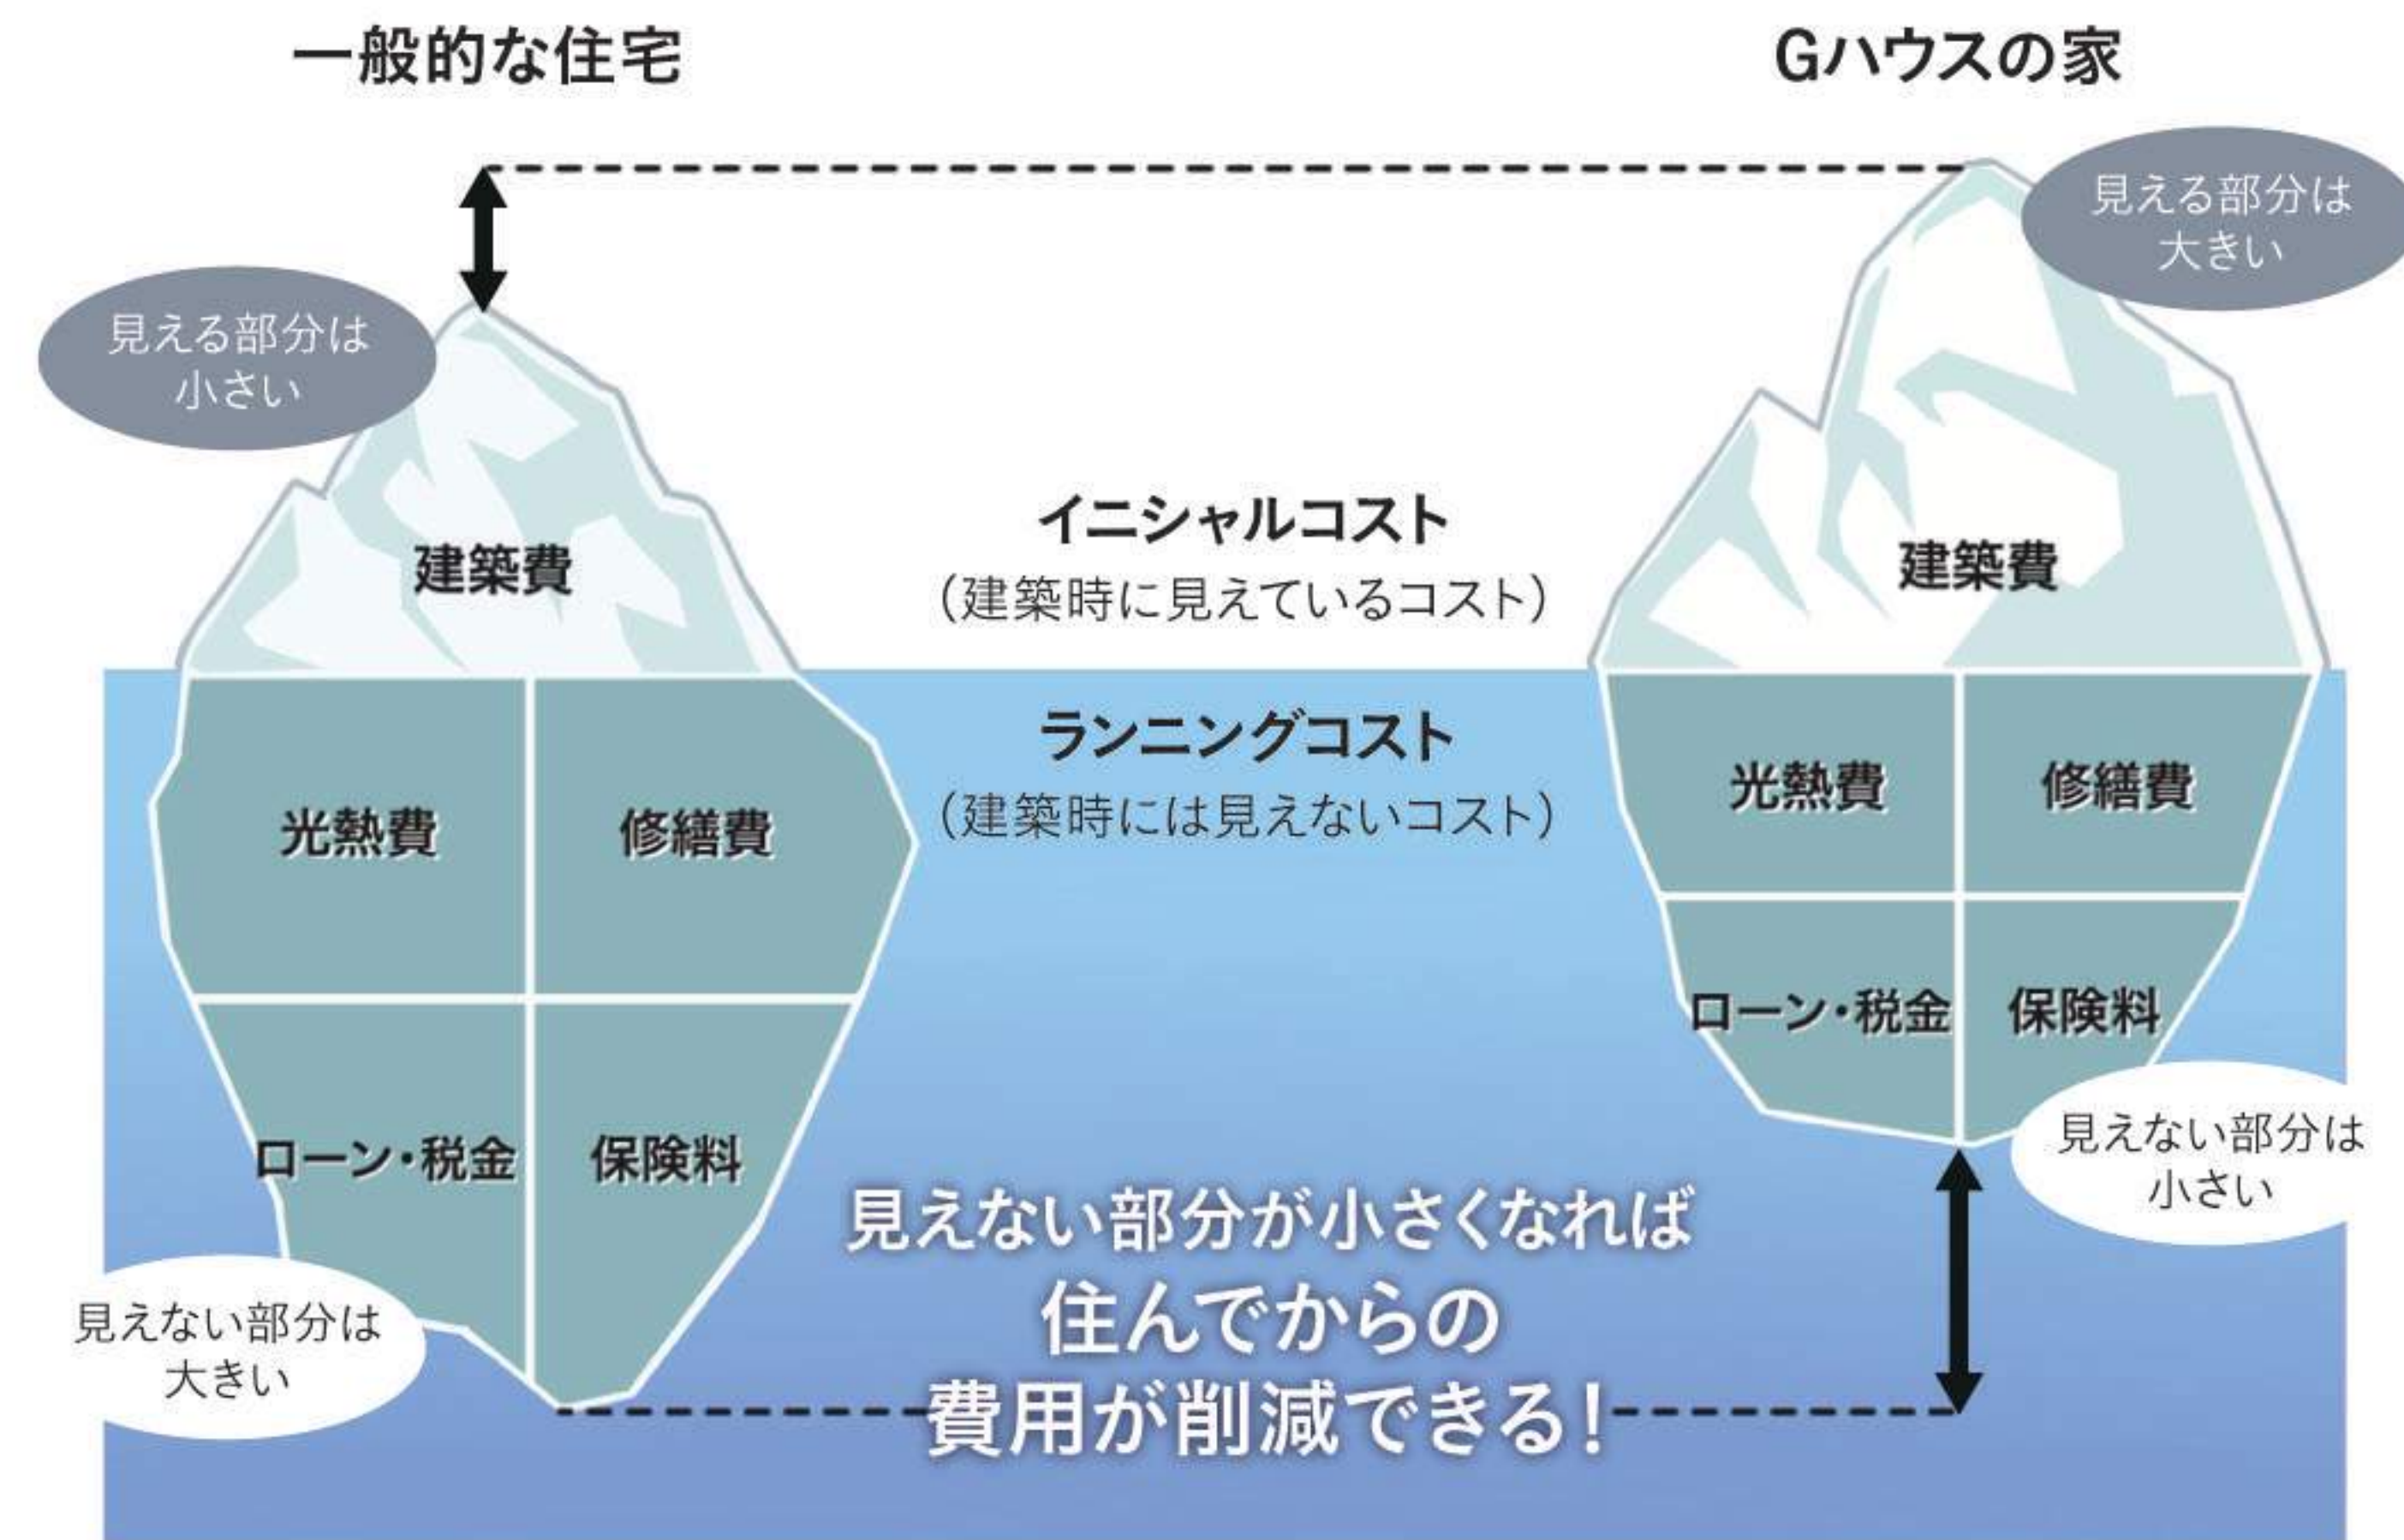 一般的な住宅
Gハウスの家
見える部分は
小さい
見える部分は
大きい
建築費
イニシャルコスト
（建築時に見えているコスト）
建築費
ランニングコスト
（建築時には見えないコスト）
光熱費
修繕費
ローン・税金
保険料
光熱費
修繕費
ローン・税金
保険料
見えない部分は
大きい
見えない部分は
小さい
見えない部分が小さくなれば
住んでからの
費用が削減できる！